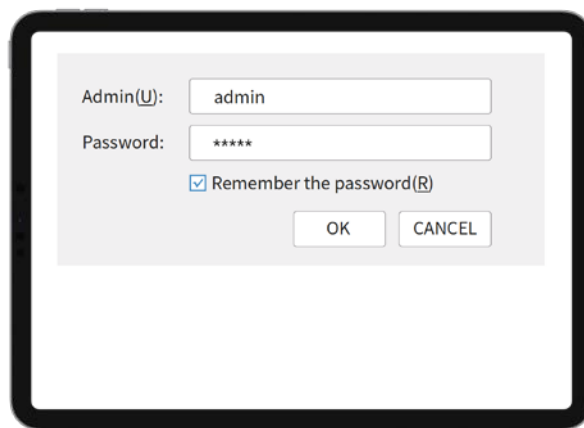 Admin(U): admin
Password: *****
Remember the password(R)
OK CANCEL